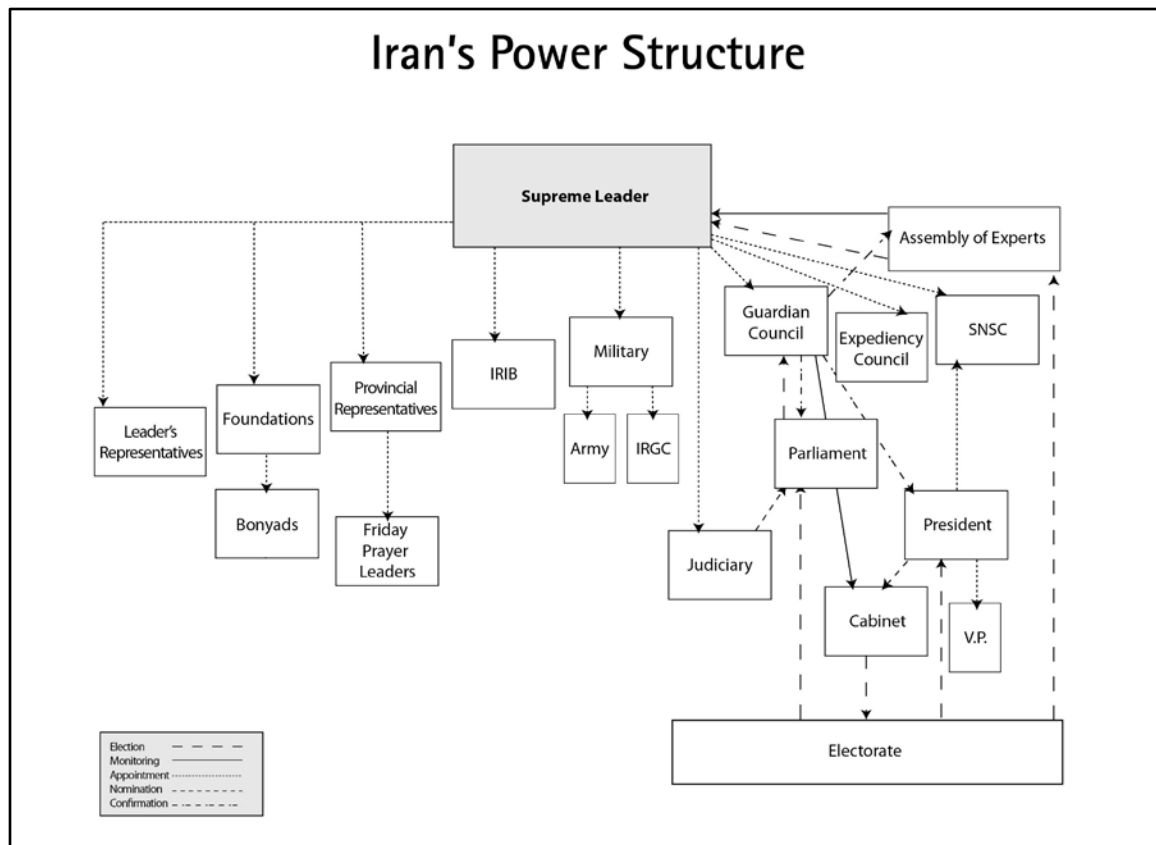 Iran's Power Structure
Supreme Leader
Assembly of Experts
Guardian
Council
Expediency
Council
SNSC
Military
IRIB
Provincial
Representatives
Foundations
Leader's
Representatives
Army
IRGC
Parliament
Bonyads
Friday
Prayer
Leaders
President
Judiciary
Cabinet
V.P.
Electorate
Election
Monitoring
Appointment
Nomination
Confirmation